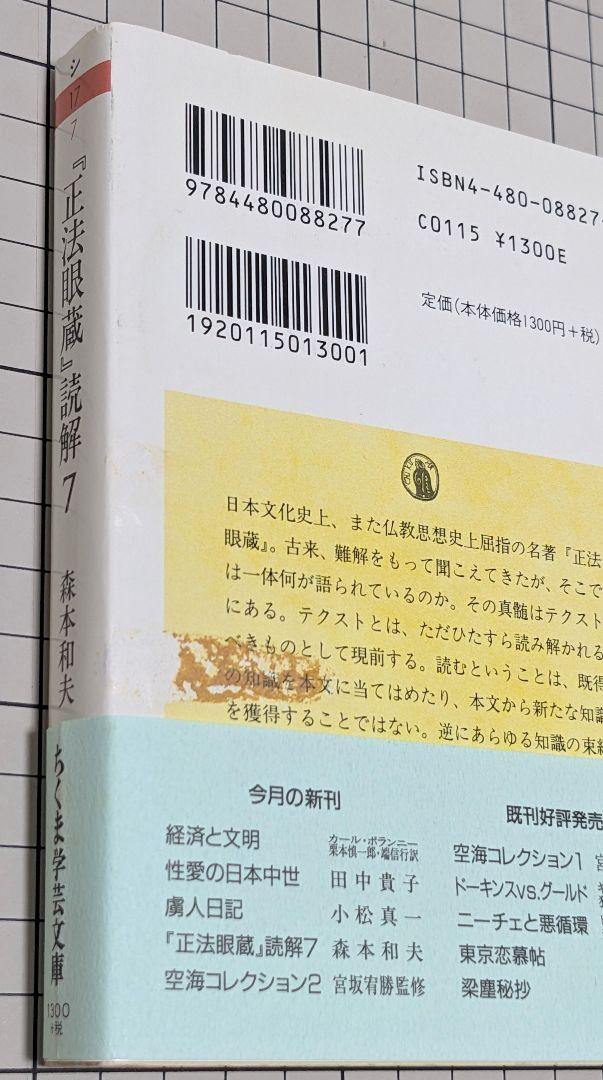 シ
17
7
『正法眼蔵』読解 7
森本和夫
ちくま学芸文庫
1300
+税
9784480088277
1920115013001
ISBN4-480-08827-
C0115 ¥1300E
定価(本体価格1300円+税)
日本文化史上、また仏教思想史上屈指の名著『正法
眼蔵』。古来、難解をもって聞こえてきたが、そこで
は一体何が語られているのか。その真髄はテクスト
にある。テクストとは、ただひたすら読み解かれる
べきものとして現前する。読むということは、既得
の知識を本文に当てはめたり、本文から新たな知識
を獲得することではない。逆にあらゆる知識の束縛
今月の新刊
経済と文明 カール・ポランニー
栗本慎一郎・端信行訳
性愛の日本中世 田中貴子
虜人日記 小松真一
『正法眼蔵』読解7 森本和夫
空海コレクション2 宮坂宥勝監修
既刊好評発売
空海コレクション1
ドーキンスvs.グールド
ニーチェと悪循環
東京恋慕帖
梁塵秘抄